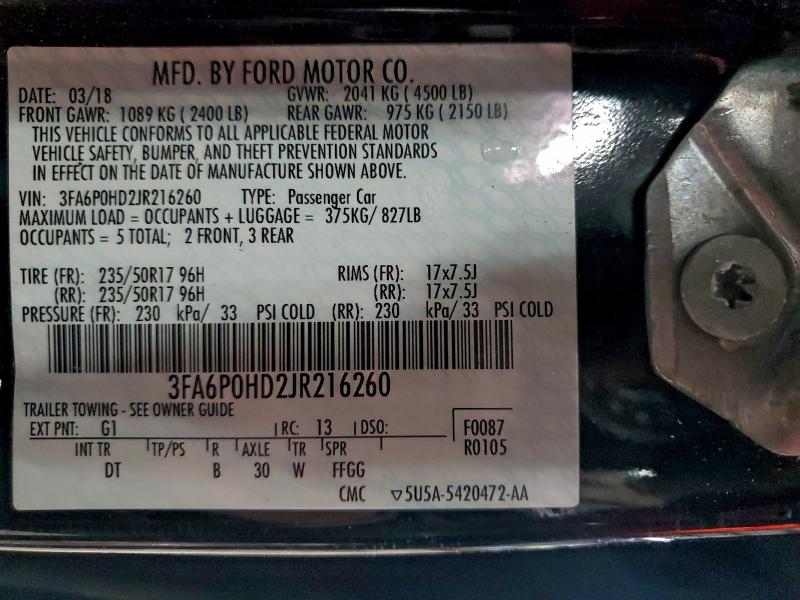 MFD. BY FORD MOTOR CO.
DATE: 03/18 GVWR: 2041 KG ( 4500 LB)
FRONT GAWR: 1089 KG ( 2400 LB) REAR GAWR: 975 KG ( 2150 LB)
THIS VEHICLE CONFORMS TO ALL APPLICABLE FEDERAL MOTOR
VEHICLE SAFETY, BUMPER, AND THEFT PREVENTION STANDARDS
IN EFFECT ON THE DATE OF MANUFACTURE SHOWN ABOVE.
VIN: 3FA6P0HD2JR216260 TYPE: Passenger Car
MAXIMUM LOAD = OCCUPANTS + LUGGAGE = 375KG/ 827LB
OCCUPANTS = 5 TOTAL; 2 FRONT, 3 REAR
TIRE (FR): 235/50R17 96H RIMS (FR): 17x7.5J
(RR): 235/50R17 96H (RR): 17x7.5J
PRESSURE (FR): 230 kPa/ 33 PSI COLD (RR): 230 kPa/ 33 PSI COLD
3FA6P0HD2JR216260
TRAILER TOWING - SEE OWNER GUIDE
EXT PNT: G1 RC: 13 DSO: F0087
R0105
INT TR TP/PS R AXLE TR SPR
DT B 30 W FFGG
CMC ▽5U5A-5420472-AA